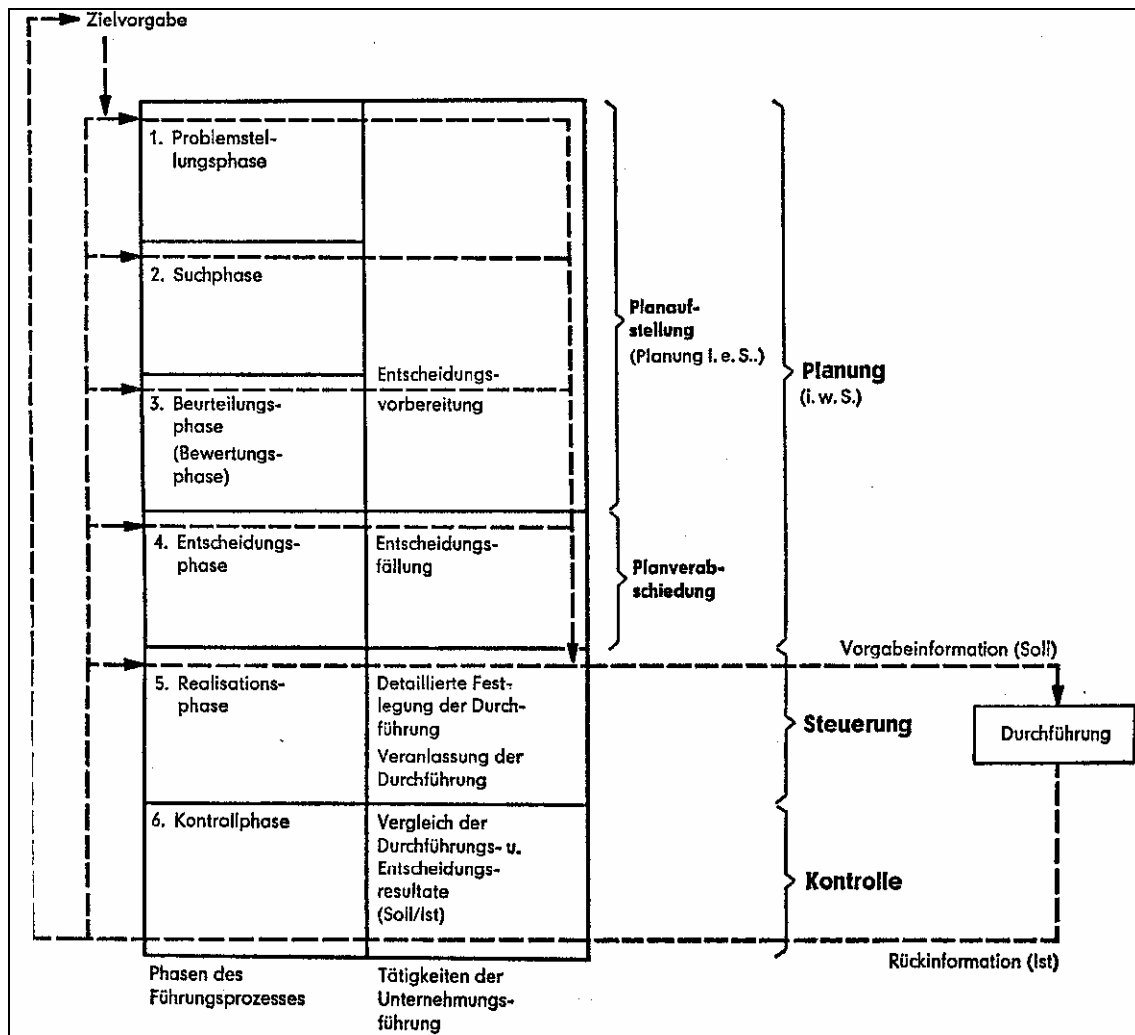 Zielvorgabe
1. Problemstel-
lungsphase
2. Suchphase
3. Beurteilungs-
phase
(Bewertungs-
phase)
Entscheidungs-
vorbereitung
4. Entscheidungs-
phase
Entscheidungs-
fällung
5. Realisations-
phase
Detaillierte Fest-
legung der Durch-
führung
Veranlassung der
Durchführung
6. Kontrollphase
Vergleich der
Durchführungs- u.
Entscheidungs-
resultate
(Soll/Ist)
Phasen des
Führungsprozesses
Tätigkeiten der
Unternehmungs-
führung
Planauf-
stellung
(Planung i. e. S..)
Planverab-
schiedung
Planung
(i. w. S.)
Steuerung
Kontrolle
Vorgabeinformation (Soll)
Durchführung
Rückinformation (Ist)